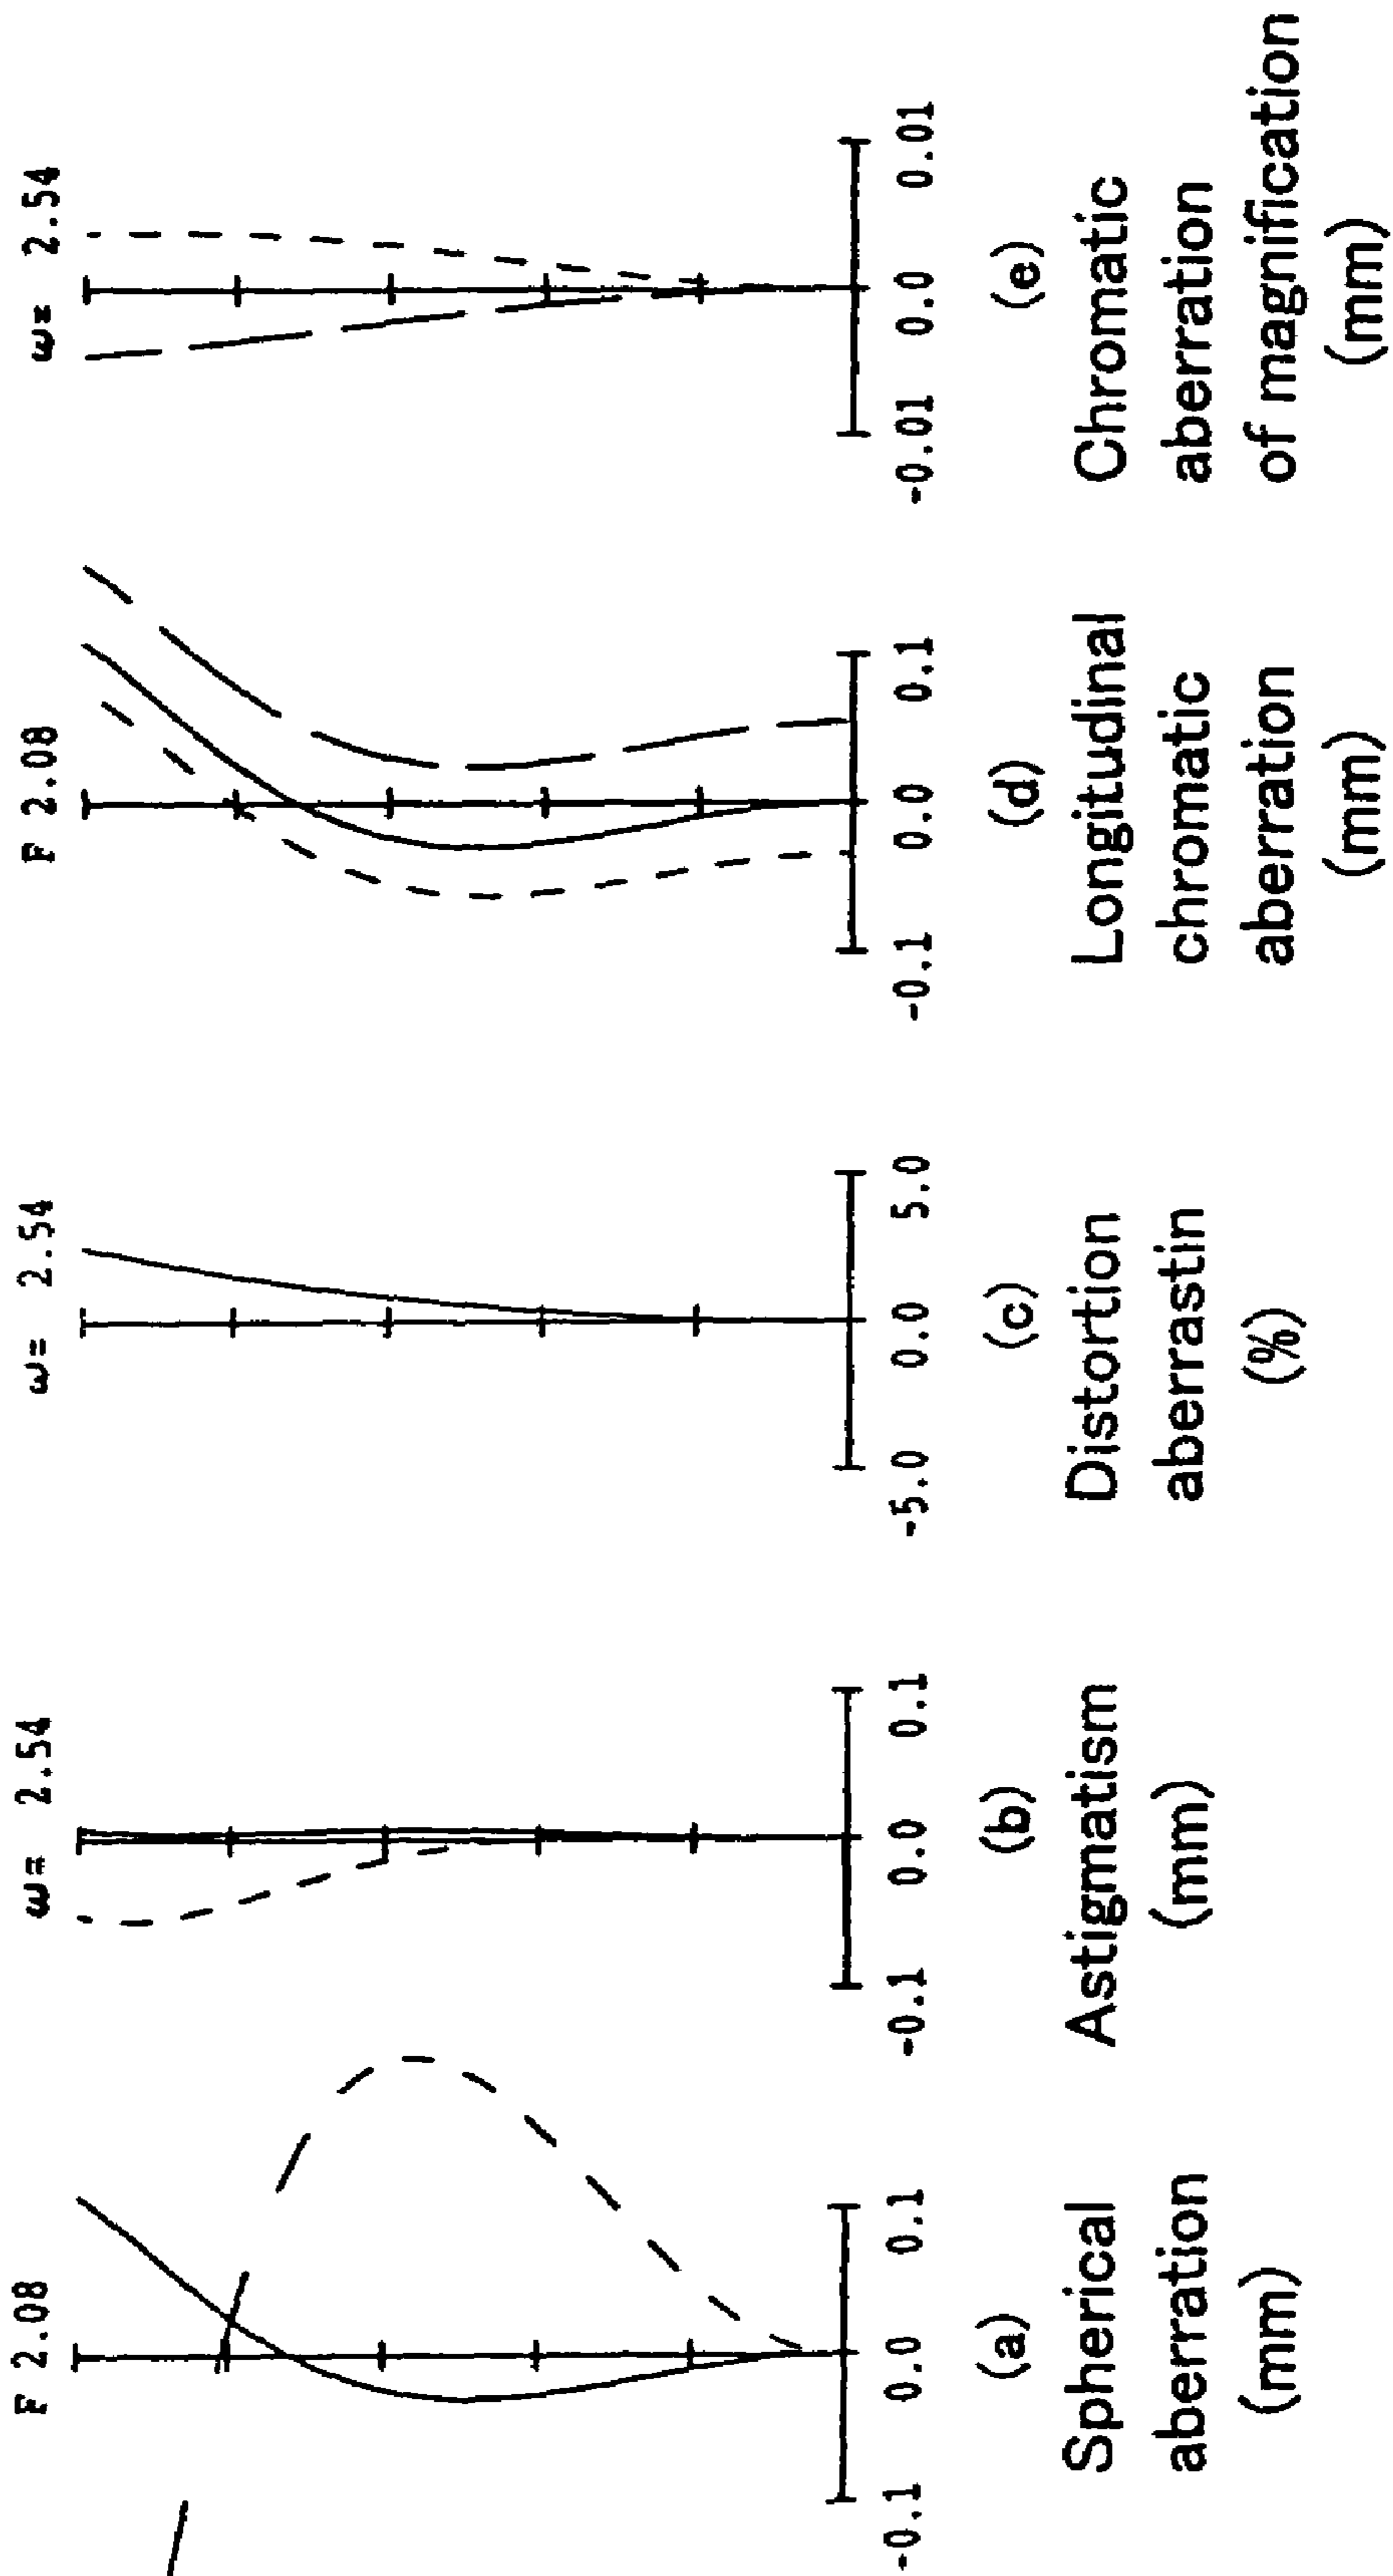 F 2.08
-0.1 0.0 0.1
(a)
Spherical
aberration
(mm)
ω= 2.54
-0.1 0.0 0.1
(b)
Astigmatism
(mm)
ω= 2.54
-5.0 0.0 5.0
(c)
Distortion
aberrastin
(%)
F 2.08
-0.1 0.0 0.1
(d)
Longitudinal
chromatic
aberration
(mm)
ω= 2.54
-0.01 0.0 0.01
(e)
Chromatic
aberration
of magnification
(mm)